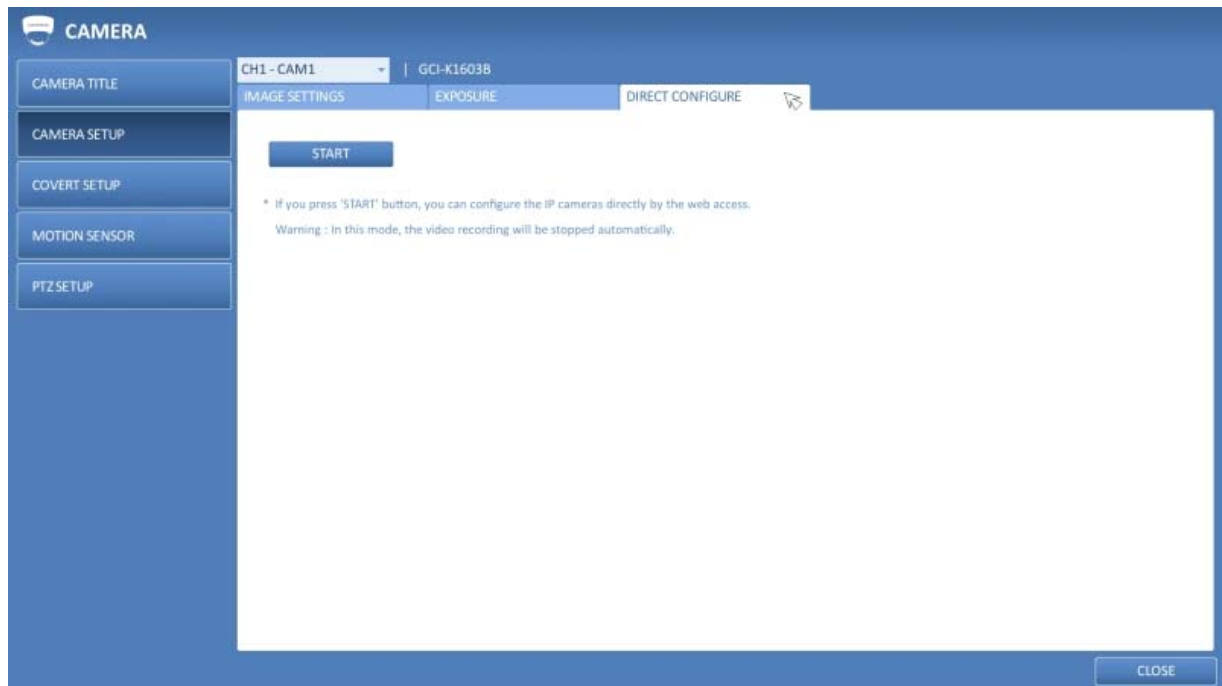 CAMERA
CAMERA TITLE
CAMERA SETUP
COVERT SETUP
MOTION SENSOR
PTZ SETUP
CH1 - CAM1 | GCI-K1603B
IMAGE SETTINGS EXPOSURE DIRECT CONFIGURE
START
* If you press 'START' button, you can configure the IP cameras directly by the web access.
Warning : In this mode, the video recording will be stopped automatically.
CLOSE